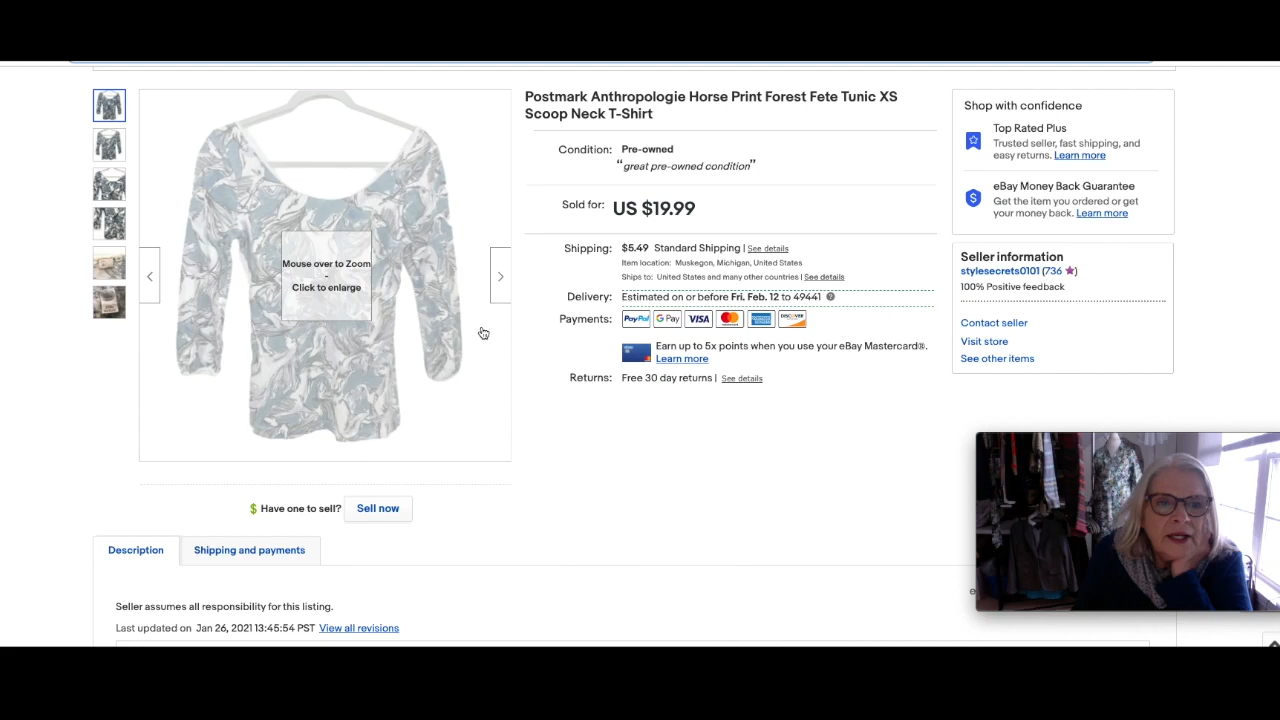 Postmark Anthropologie Horse Print Forest Fete Tunic XS
Scoop Neck T-Shirt
Condition: Pre-owned
“great pre-owned condition”
Sold for: US $19.99
Shipping: $5.49 Standard Shipping | See details
Item location: Muskegon, Michigan, United States
Ships to: United States and many other countries | See details
Delivery: Estimated on or before Fri. Feb. 12 to 49441
Payments: PayPal G Pay VISA MasterCard DISCOVER
Earn up to 5x points when you use your eBay Mastercard®.
Learn more
Returns: Free 30 day returns | See details
Mouse over to Zoom
-
Click to enlarge
Have one to sell? Sell now
Shop with confidence
Top Rated Plus
Trusted seller, fast shipping, and
easy returns. Learn more
eBay Money Back Guarantee
Get the item you ordered or get
your money back. Learn more
Seller information
stylesecrets0101 (736)
100% Positive feedback
Contact seller
Visit store
See other items
Description
Shipping and payments
Seller assumes all responsibility for this listing.
Last updated on Jan 26, 2021 13:45:54 PST View all revisions